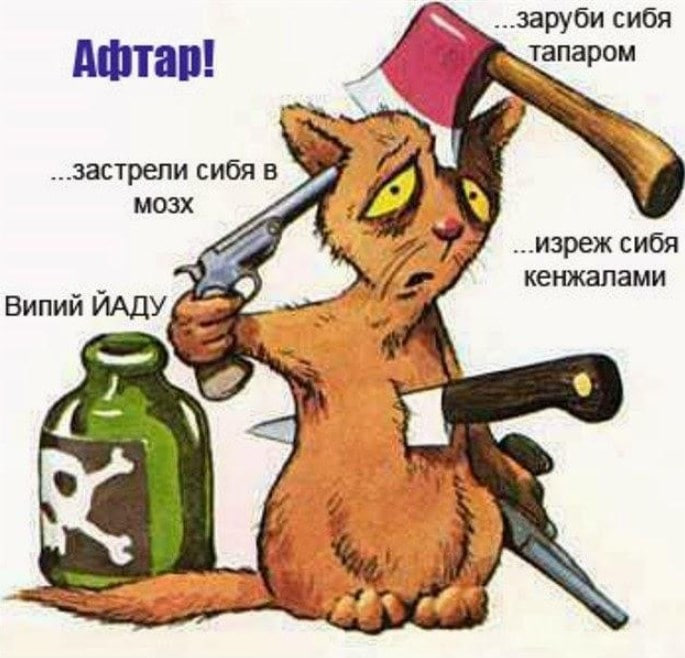 Афтар!
...заруби сибя
тапаром
...застрели сибя в
мозх
...изреж сибя
кенжалами
Випий ЙАДУ